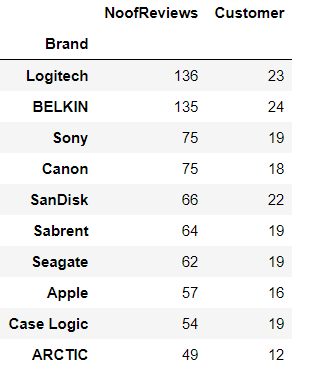 NoofReviews Customer
Brand
Logitech 136 23
BELKIN 135 24
Sony 75 19
Canon 75 18
SanDisk 66 22
Sabrent 64 19
Seagate 62 19
Apple 57 16
Case Logic 54 19
ARCTIC 49 12